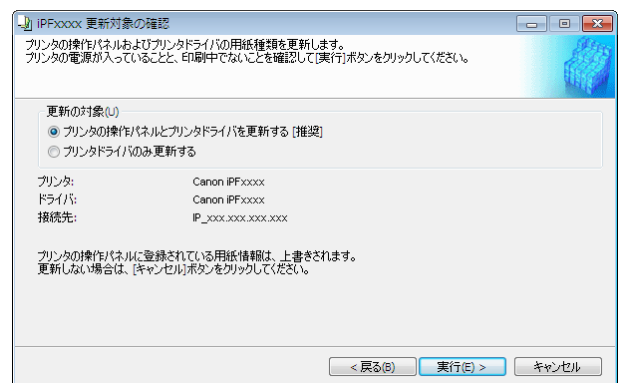 iPFxxxx 更新対象の確認
プリンタの操作パネルおよびプリンタドライバの用紙種類を更新します。
プリンタの電源が入っていることと、印刷中でないことを確認して[実行]ボタンをクリックしてください。
更新の対象(U)
プリンタの操作パネルとプリンタドライバを更新する [推奨]
プリンタドライバのみ更新する
プリンタ: Canon iPFxxxx
ドライバ: Canon iPFxxxx
接続先: IP_xxx.xxx.xxx.xxx
プリンタの操作パネルに登録されている用紙情報は、上書きされます。
更新しない場合は、[キャンセル]ボタンをクリックしてください。
< 戻る(B) 実行(E) > キャンセル